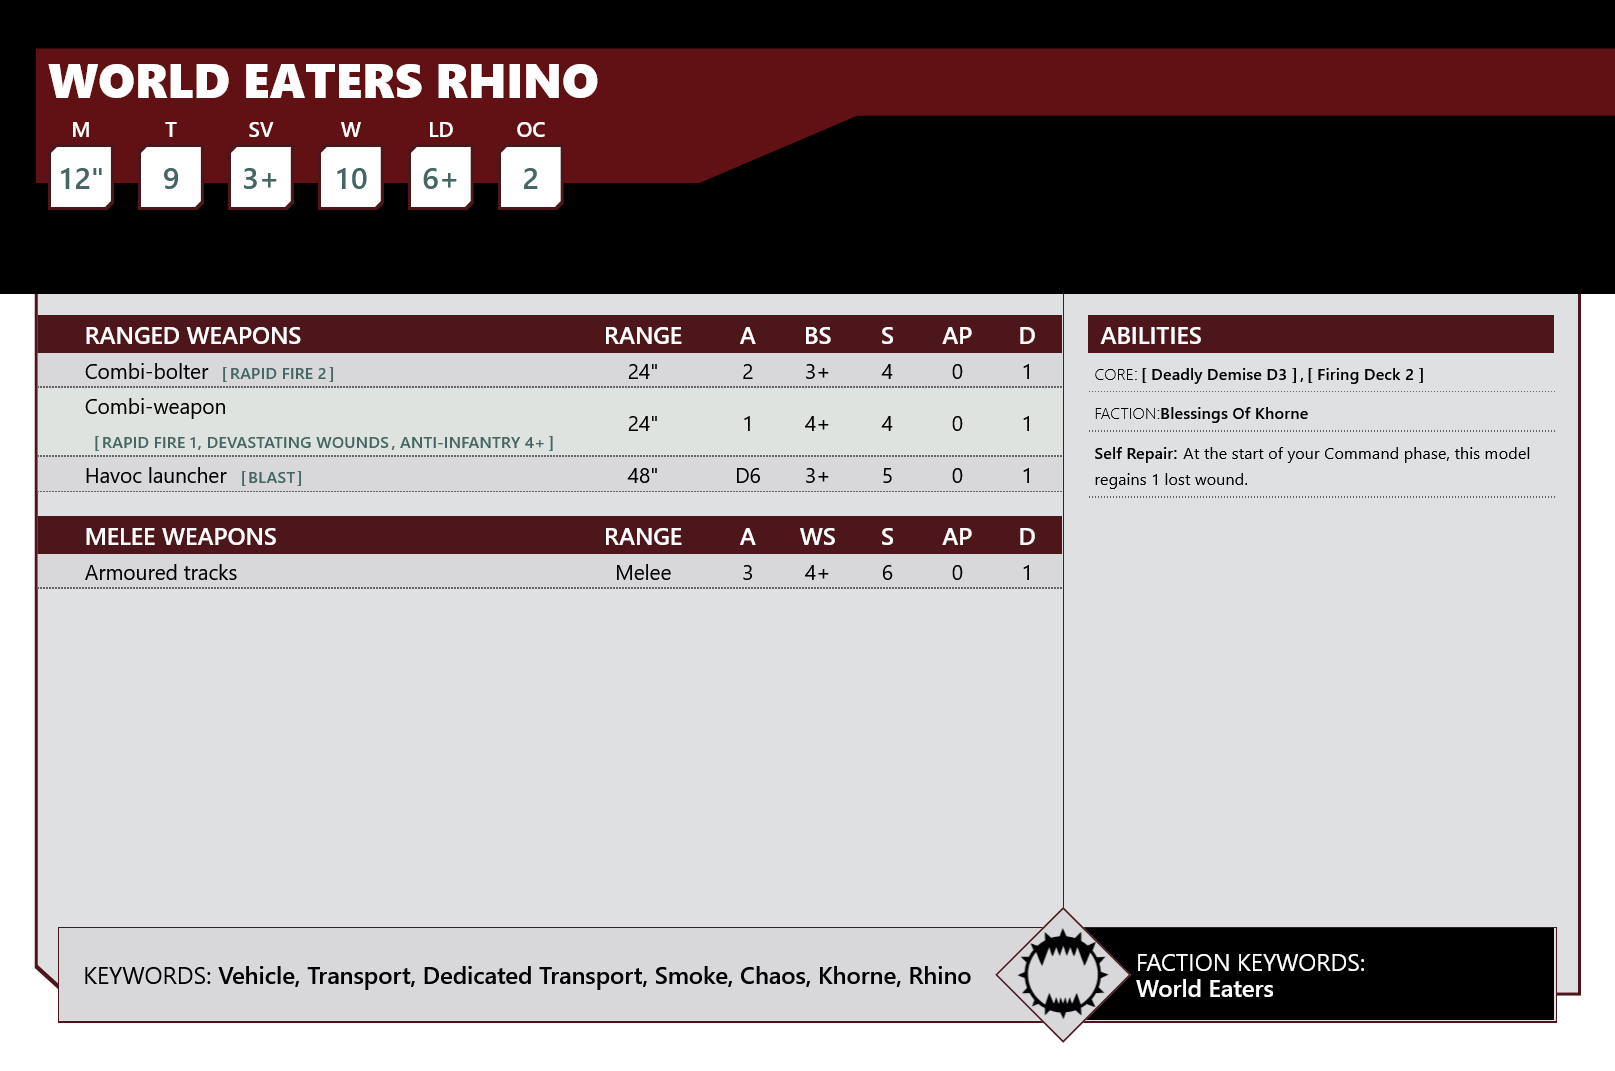 WORLD EATERS RHINO
M T SV W LD OC
12" 9 3+ 10 6+ 2
RANGED WEAPONS RANGE A BS S AP D
Combi-bolter [RAPID FIRE 2] 24" 2 3+ 4 0 1
Combi-weapon
[RAPID FIRE 1, DEVASTATING WOUNDS, ANTI-INFANTRY 4+] 24" 1 4+ 4 0 1
Havoc launcher [BLAST] 48" D6 3+ 5 0 1
MELEE WEAPONS RANGE A WS S AP D
Armoured tracks Melee 3 4+ 6 0 1
ABILITIES
CORE: [ Deadly Demise D3 ], [ Firing Deck 2 ]
FACTION:Blessings Of Khorne
Self Repair: At the start of your Command phase, this model
regains 1 lost wound.
KEYWORDS: Vehicle, Transport, Dedicated Transport, Smoke, Chaos, Khorne, Rhino
FACTION KEYWORDS:
World Eaters